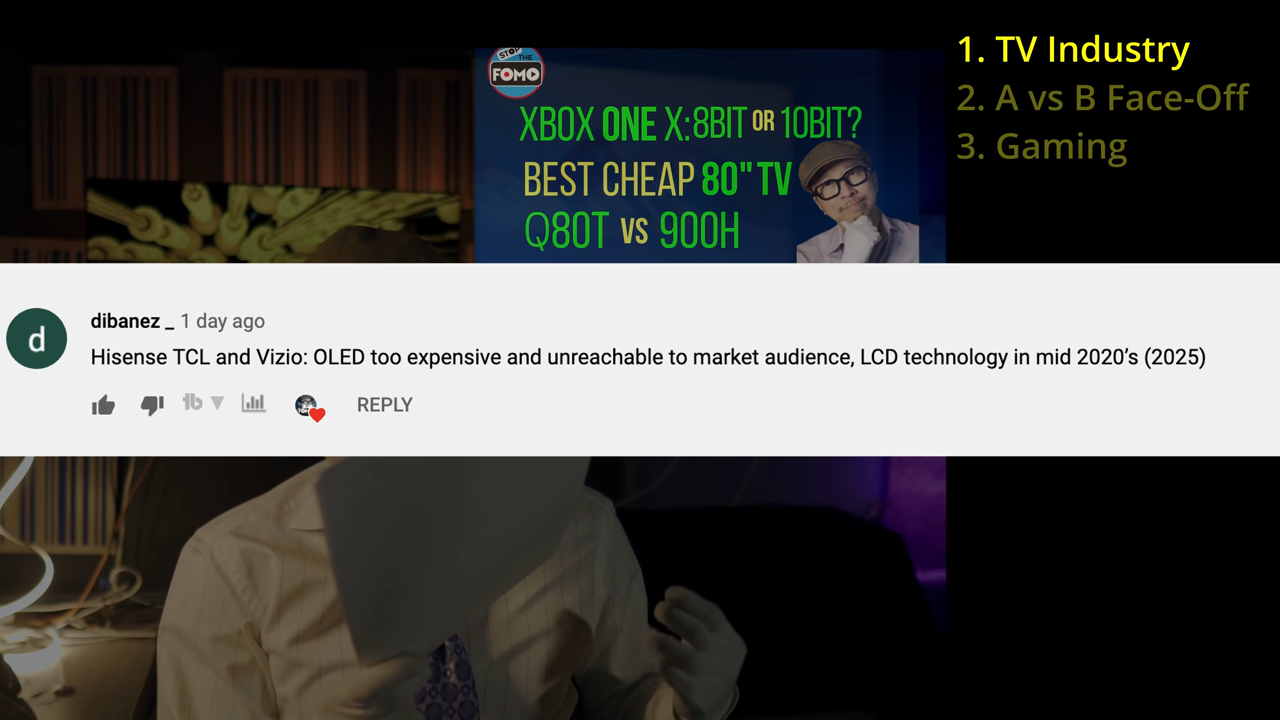 STOP
THE
FOMO
XBOX ONE X: 8BIT OR 10BIT?
BEST CHEAP 80" TV
Q80T VS 900H
1. TV Industry
2. A vs B Face-Off
3. Gaming
d
dibanez _ 1 day ago
Hisense TCL and Vizio: OLED too expensive and unreachable to market audience, LCD technology in mid 2020’s (2025)
tb
REPLY